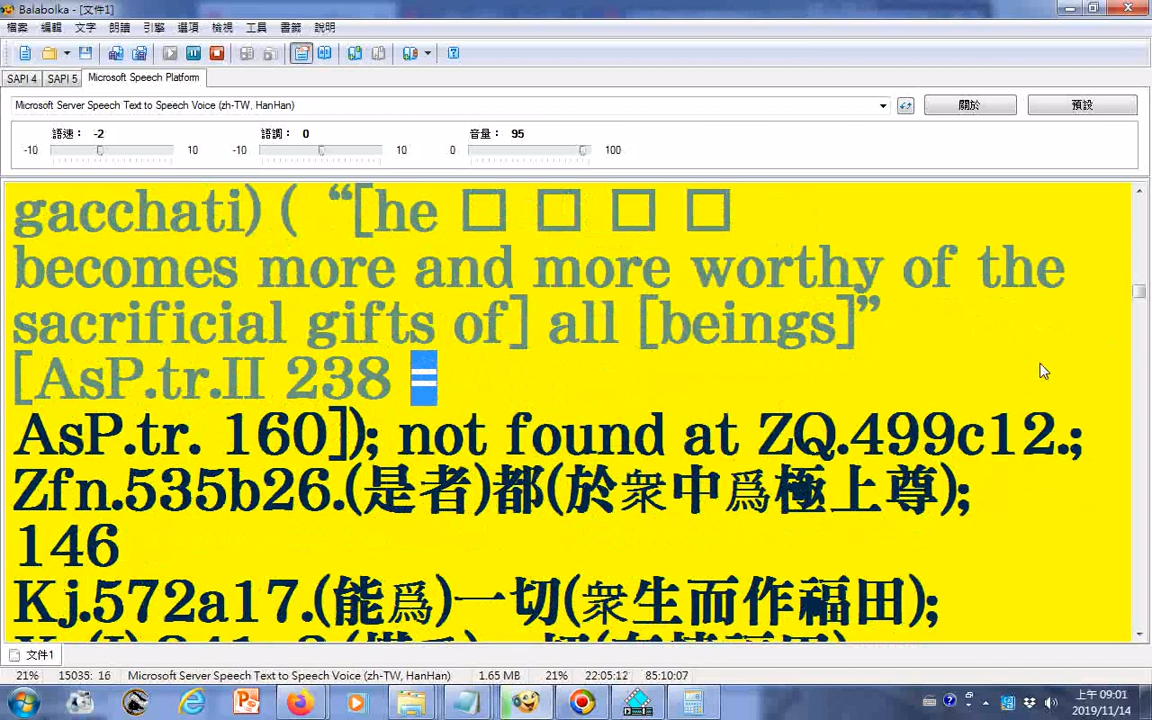 Balabolka - [文件1]
檔案 編輯 文字 朗讀 引擎 選項 檢視 工具 書籤 說明
SAPI 4 SAPI 5 Microsoft Speech Platform
Microsoft Server Speech Text to Speech Voice (zh-TW, HanHan) 關於 預設
語速： -2 語調： 0 音量： 95
-10 10 -10 10 0 100
gacchati) ( “[he □ □ □ □
becomes more and more worthy of the
sacrificial gifts of] all [beings]”
[AsP.tr.II 238 =
AsP.tr. 160]); not found at ZQ.499c12.;
Zfn.535b26.(是者)都(於衆中爲極上尊);
146
Kj.572a17.(能爲)一切(衆生而作福田);
文件1
21% 15035: 16 Microsoft Server Speech Text to Speech Voice (zh-TW, HanHan) 1.65 MB 21% 22:05:12 85:10:07
上午 09:01
2019/11/14